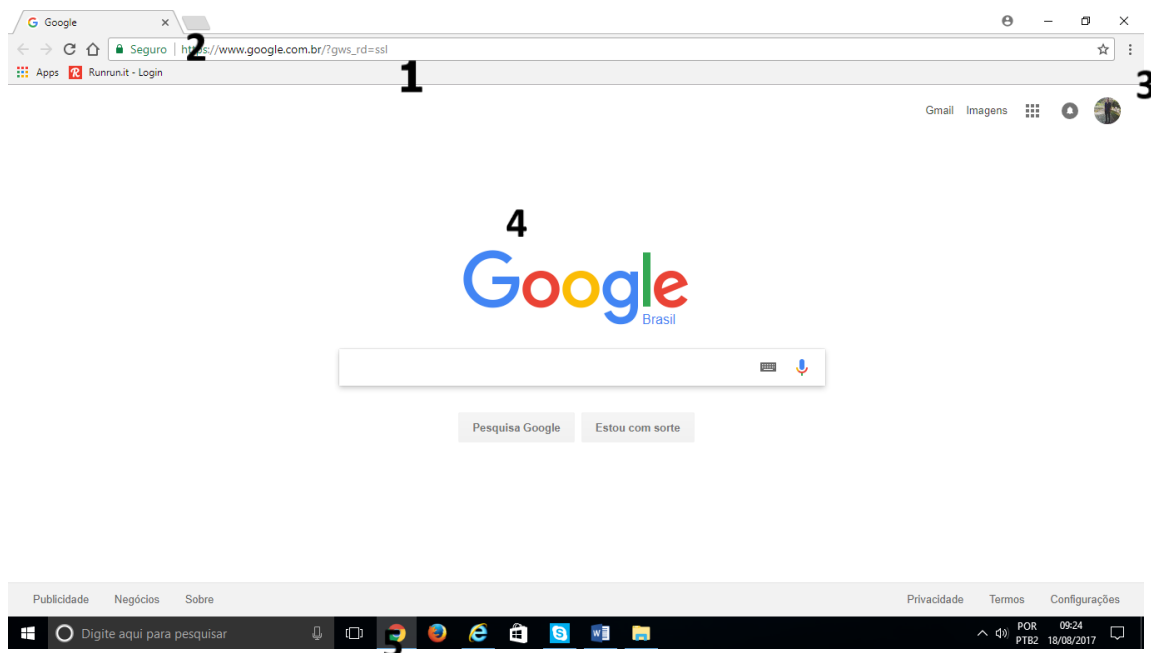 Google
Seguro | https://www.google.com.br/?gws_rd=ssl
2
Apps Runrun.it - Login
1
3
Gmail Imagens
4
Google
Brasil
Pesquisa Google Estou com sorte
Publicidade Negócios Sobre Privacidade Termos Configurações
Digite aqui para pesquisar
POR 09:24
PTB2 18/08/2017